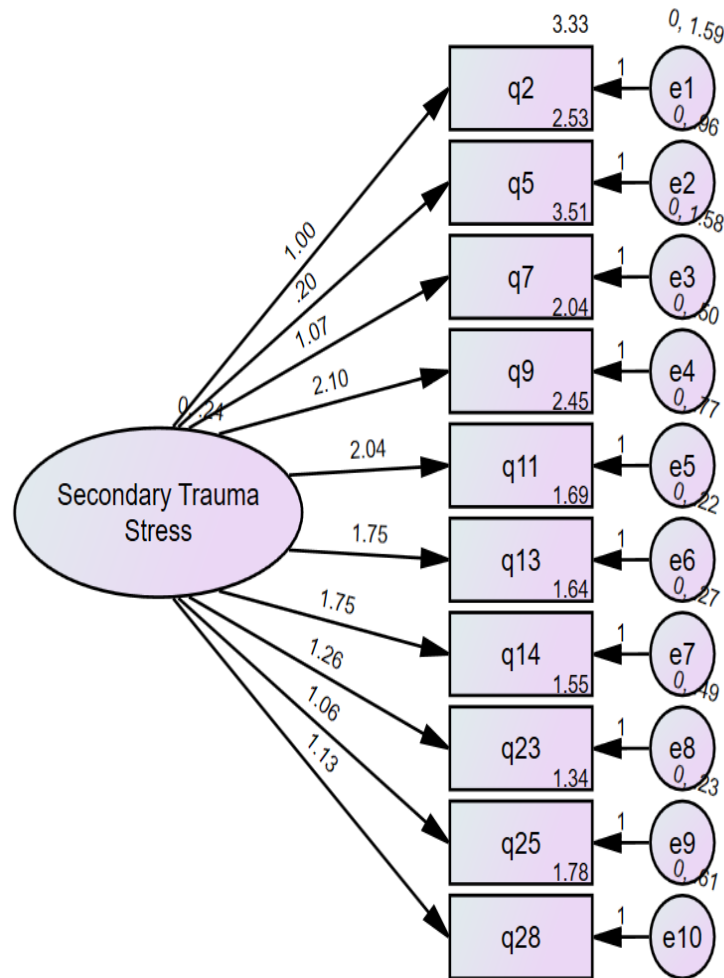 3.33
0, 1.59
q2
1
e1
2.53
0, .96
q5
1
e2
3.51
0, 1.58
q7
1
e3
2.04
0, .50
q9
1
e4
2.45
0, .77
q11
1
e5
1.69
0, .22
q13
1
e6
1.64
0, .27
q14
1
e7
1.55
0, .49
q23
1
e8
1.34
0, .23
q25
1
e9
1.78
0, .61
q28
1
e10
1.00
.20
1.07
2.10
2.04
1.75
1.75
1.26
1.06
1.13
0, .24
Secondary Trauma
Stress